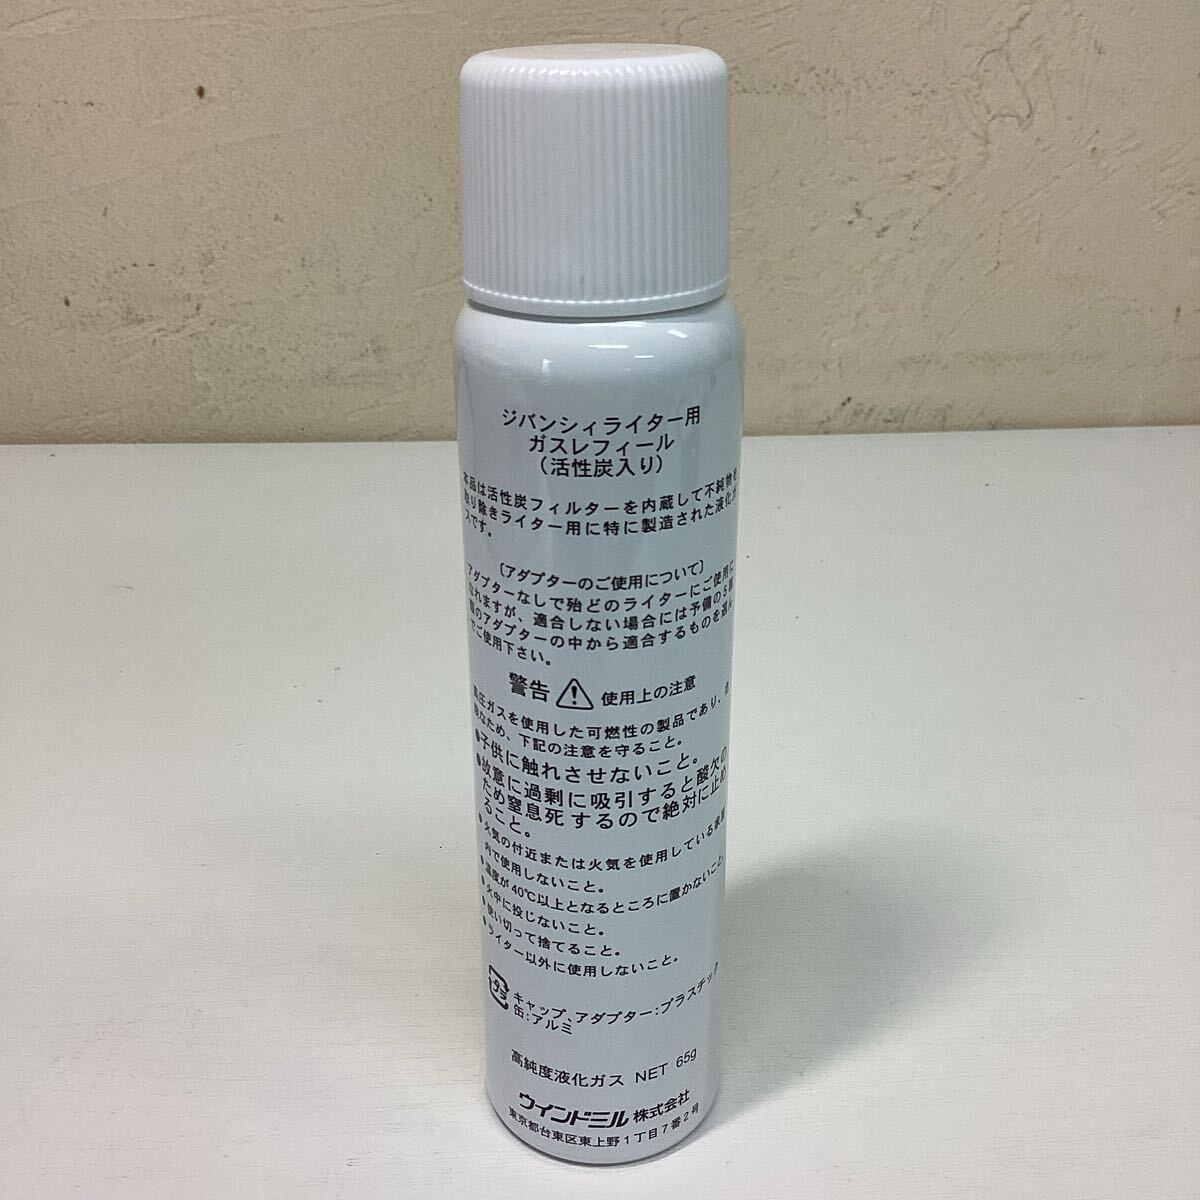 ジバンシィライター用
ガスレフィール
(活性炭入り)
本品は活性炭フィルターを内蔵して不純物を
取り除きライター用に特に製造された液化ガ
スです。
〔アダプターのご使用について〕
アダプターなしで殆どのライターにご使用に
なれますが、適合しない場合には予備の5種
類のアダプターの中から適合するものを選ん
でご使用下さい。
警告 使用上の注意
高圧ガスを使用した可燃性の製品であり、危
険なため、下記の注意を守ること。
●子供に触れさせないこと。
●故意に過剰に吸引すると酸欠の
ため窒息死するので絶対に止め
ること。
●火気の付近または火気を使用している
内で使用しないこと。
●温度が40℃以上となるところに置かないこと。
●火中に投じないこと。
●使い切って捨てること。
●ライター以外に使用しないこと。
プラ
キャップ、アダプター:プラスチック
缶:アルミ
高純度液化ガス NET 65g
ウインドミル株式会社
東京都台東区東上野1丁目7番2号